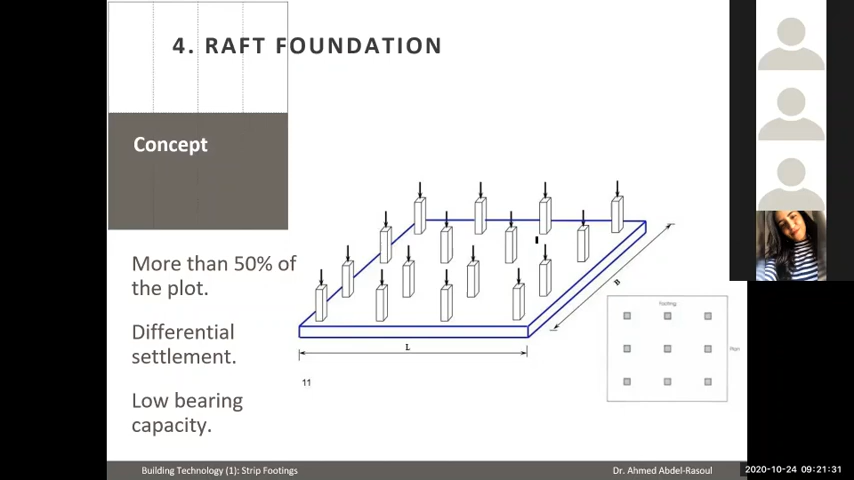 4. RAFT FOUNDATION
Concept
More than 50% of
the plot.
Differential
settlement.
Low bearing
capacity.
B
L
11
Footing
Plan
Building Technology (1): Strip Footings
Dr. Ahmed Abdel-Rasoul
2020-10-24 09:21:31